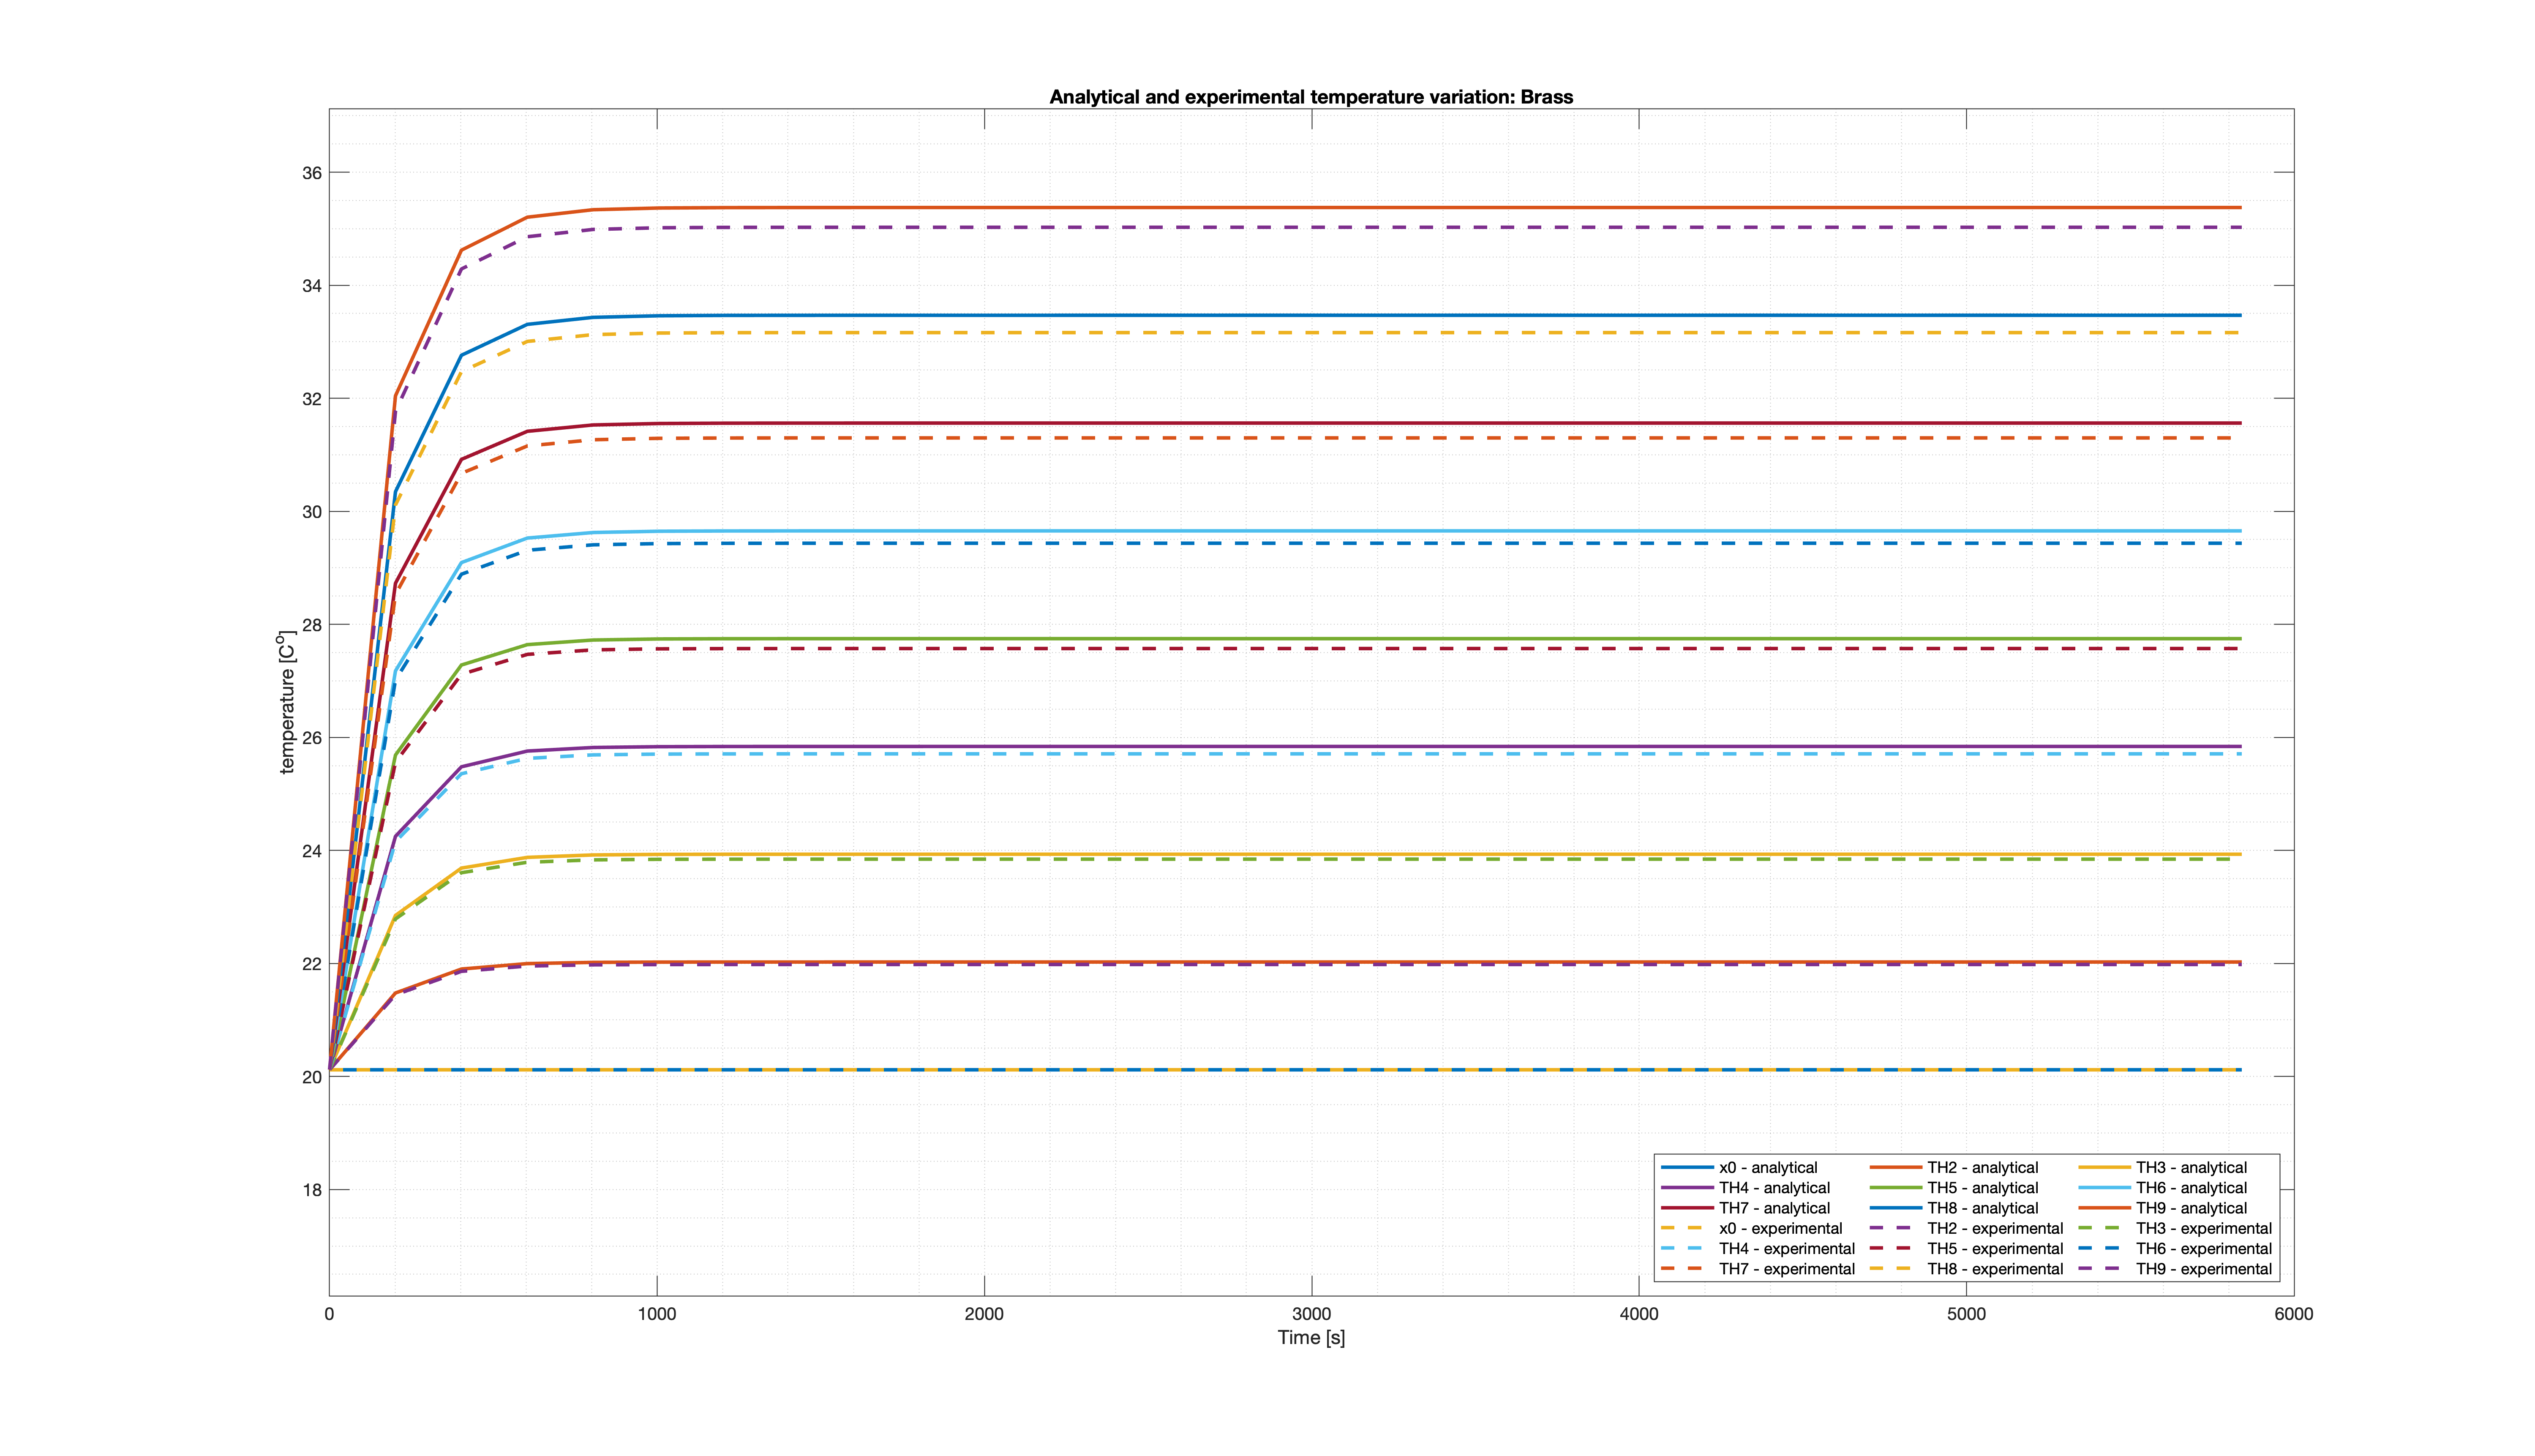 Analytical and experimental temperature variation: Brass
36
34
32
30
28
26
24
22
20
18
temperature [C^o]
0 1000 2000 3000 4000 5000 6000
Time [s]
x0 - analytical TH2 - analytical TH3 - analytical
TH4 - analytical TH5 - analytical TH6 - analytical
TH7 - analytical TH8 - analytical TH9 - analytical
x0 - experimental TH2 - experimental TH3 - experimental
TH4 - experimental TH5 - experimental TH6 - experimental
TH7 - experimental TH8 - experimental TH9 - experimental